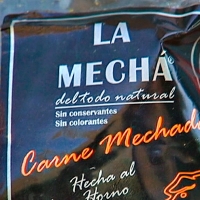 LA
MECHÁ®
del todo natural
Sin conservantes
Sin colorantes
Carne Mechada
Hecha al
Horno